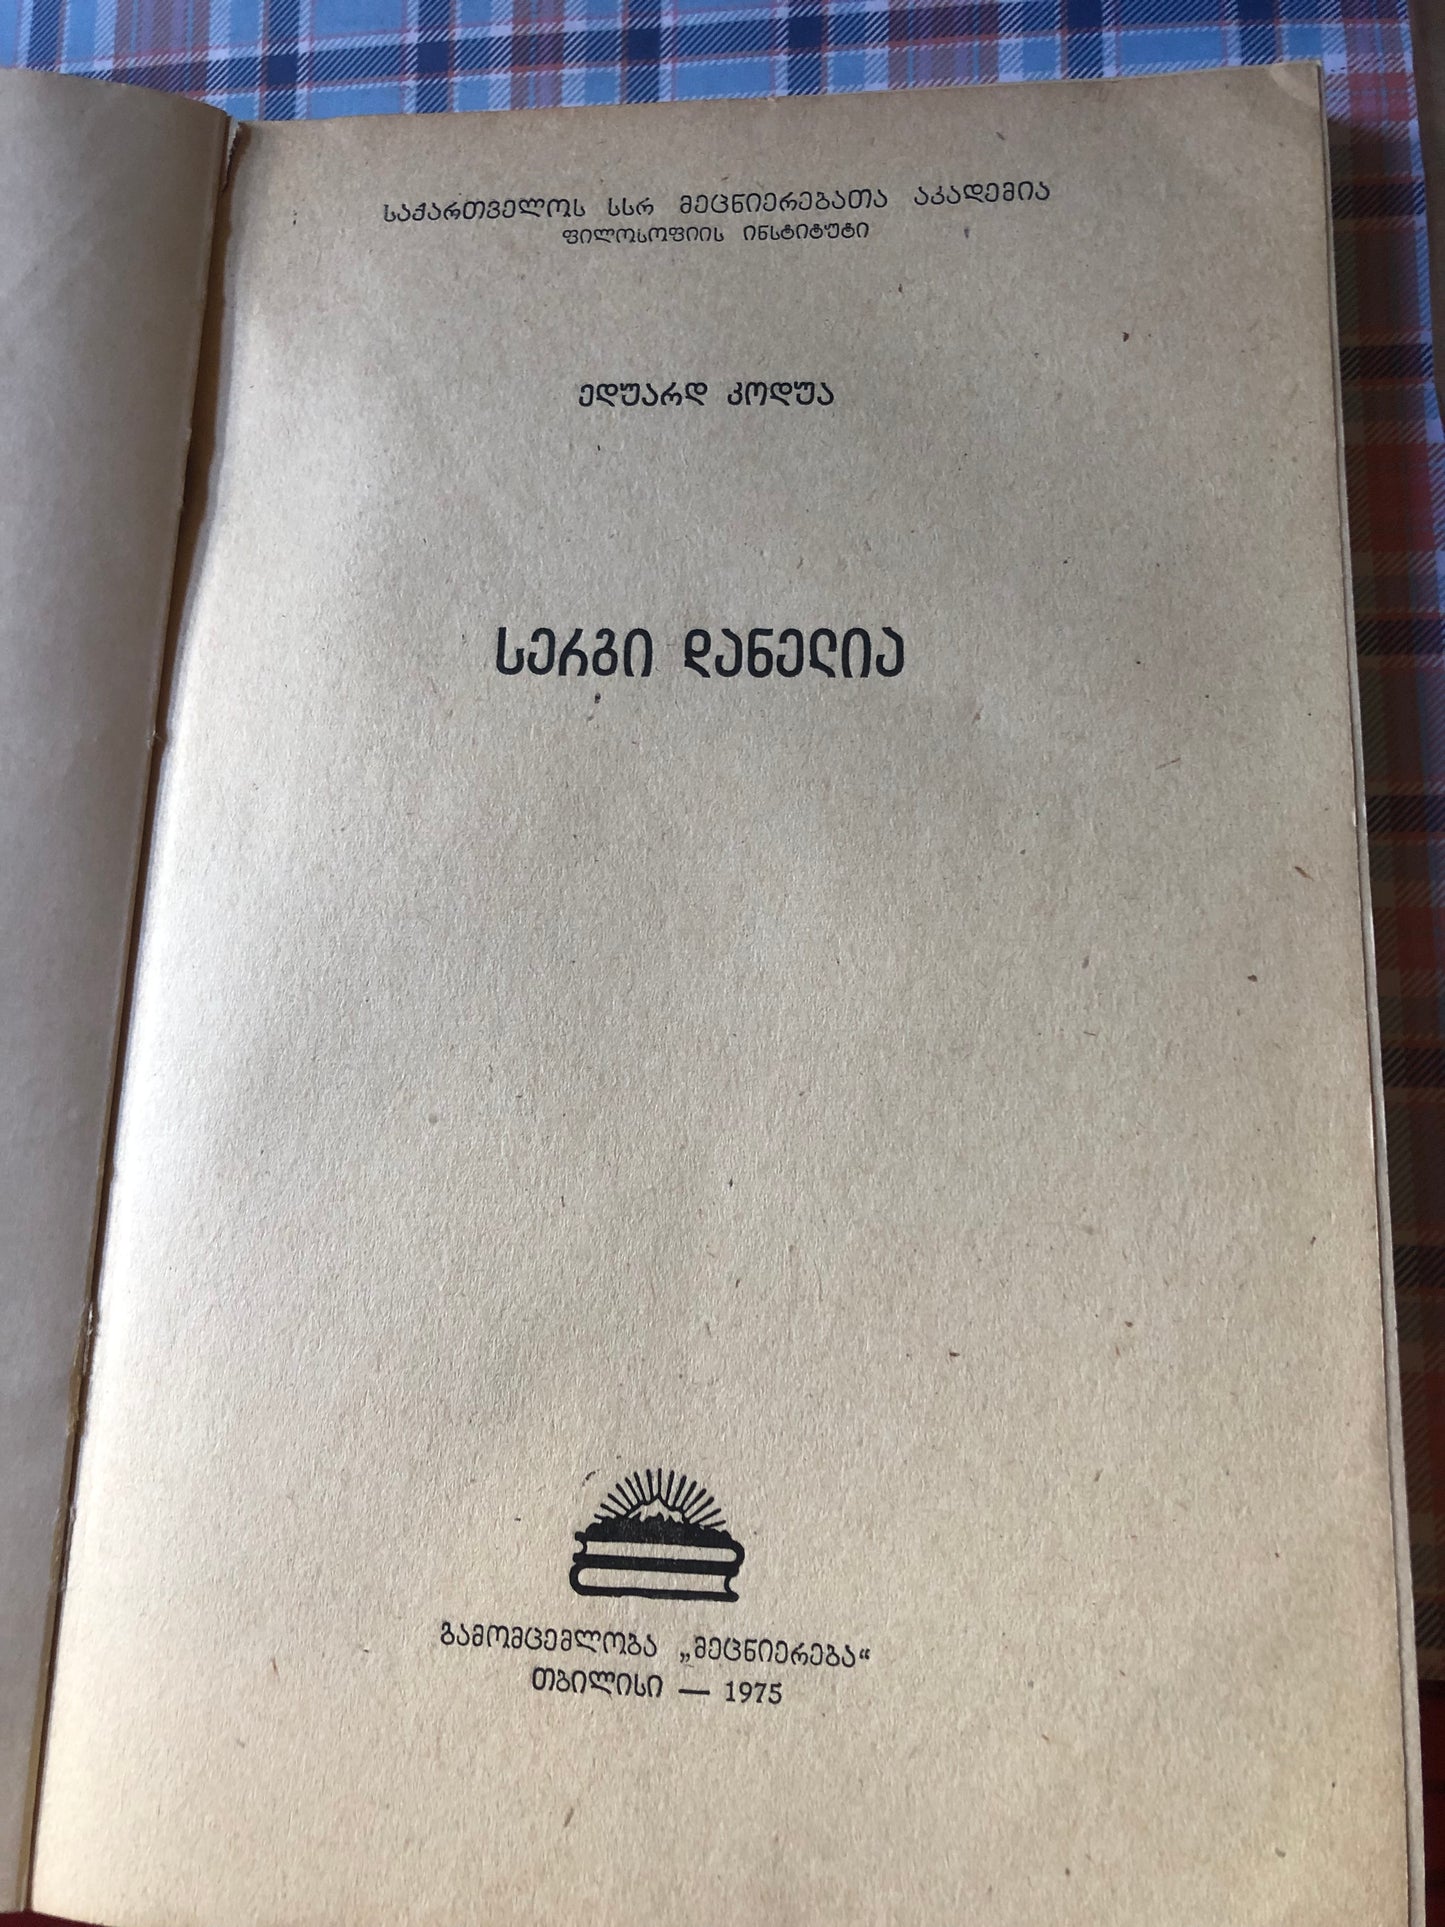 საქართველოს სსრ მეცნიერებათა აკადემია
ფილოსოფიის ინსტიტუტი
ედუარდ კოდუა
სერგი დანელია
გამომცემლობა „მეცნიერება“
თბილისი — 1975